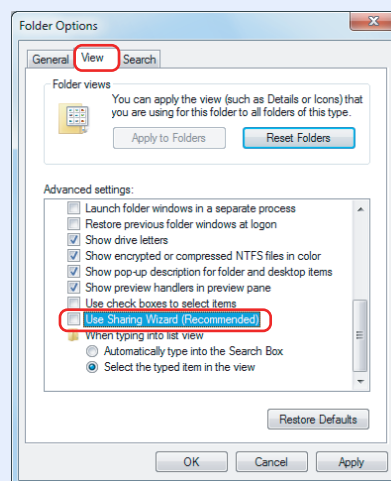 Folder Options
General View Search
Folder views
You can apply the view (such as Details or Icons) that
you are using for this folder to all folders of this type.
Apply to Folders Reset Folders
Advanced settings:
Launch folder windows in a separate process
Restore previous folder windows at logon
Show drive letters
Show encrypted or compressed NTFS files in color
Show pop-up description for folder and desktop items
Show preview handlers in preview pane
Use check boxes to select items
Use Sharing Wizard (Recommended)
When typing into list view
Automatically type into the Search Box
Select the typed item in the view
Restore Defaults
OK Cancel Apply